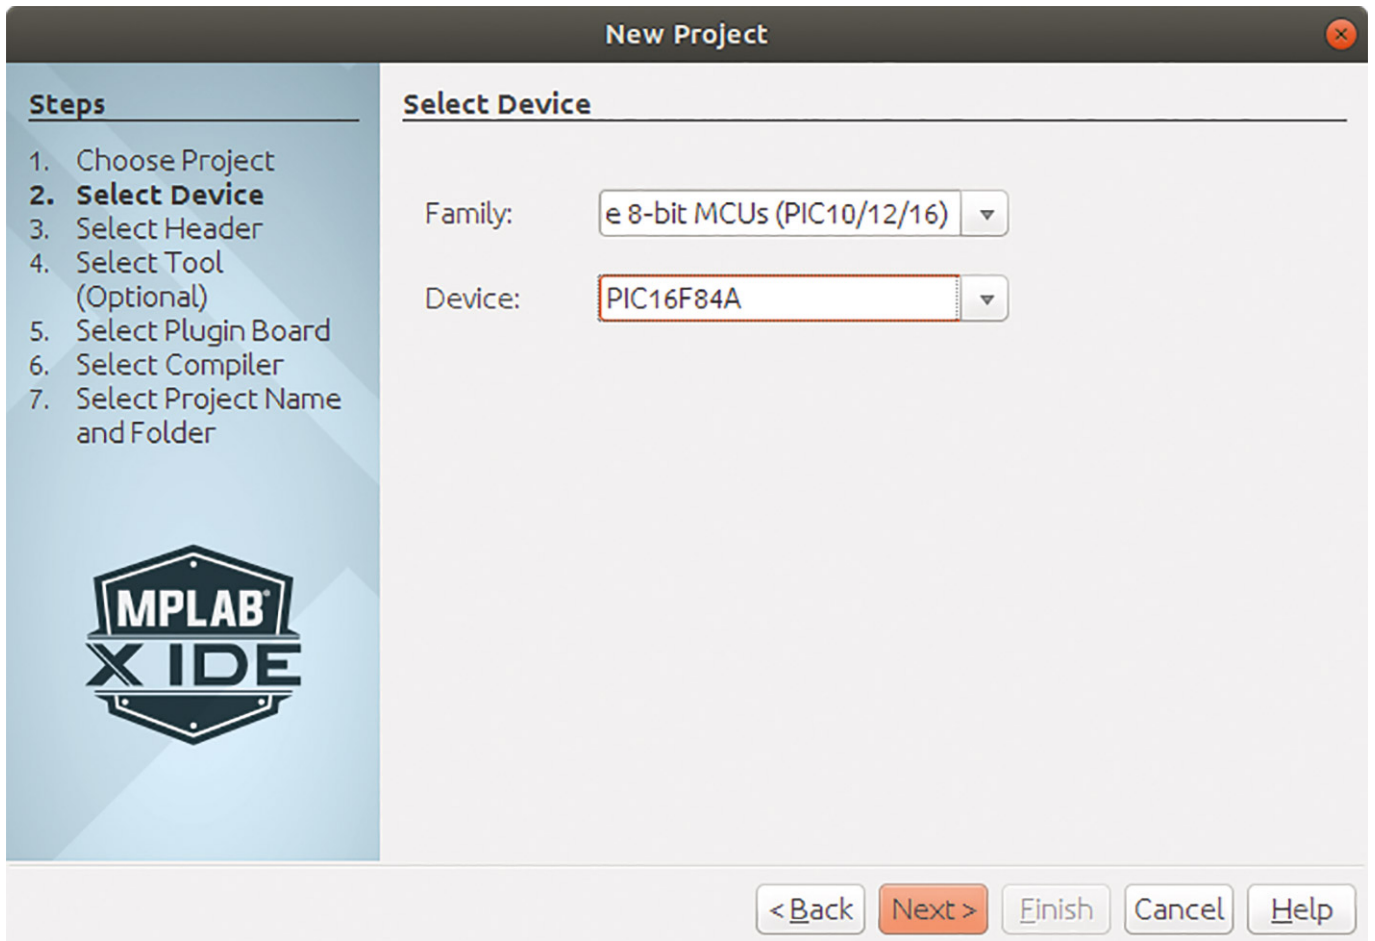 New Project
Steps
1. Choose Project
2. Select Device
3. Select Header
4. Select Tool
(Optional)
5. Select Plugin Board
6. Select Compiler
7. Select Project Name
and Folder
MPLAB®
X IDE
Select Device
Family: e 8-bit MCUs (PIC10/12/16)
Device: PIC16F84A
< Back Next > Finish Cancel Help